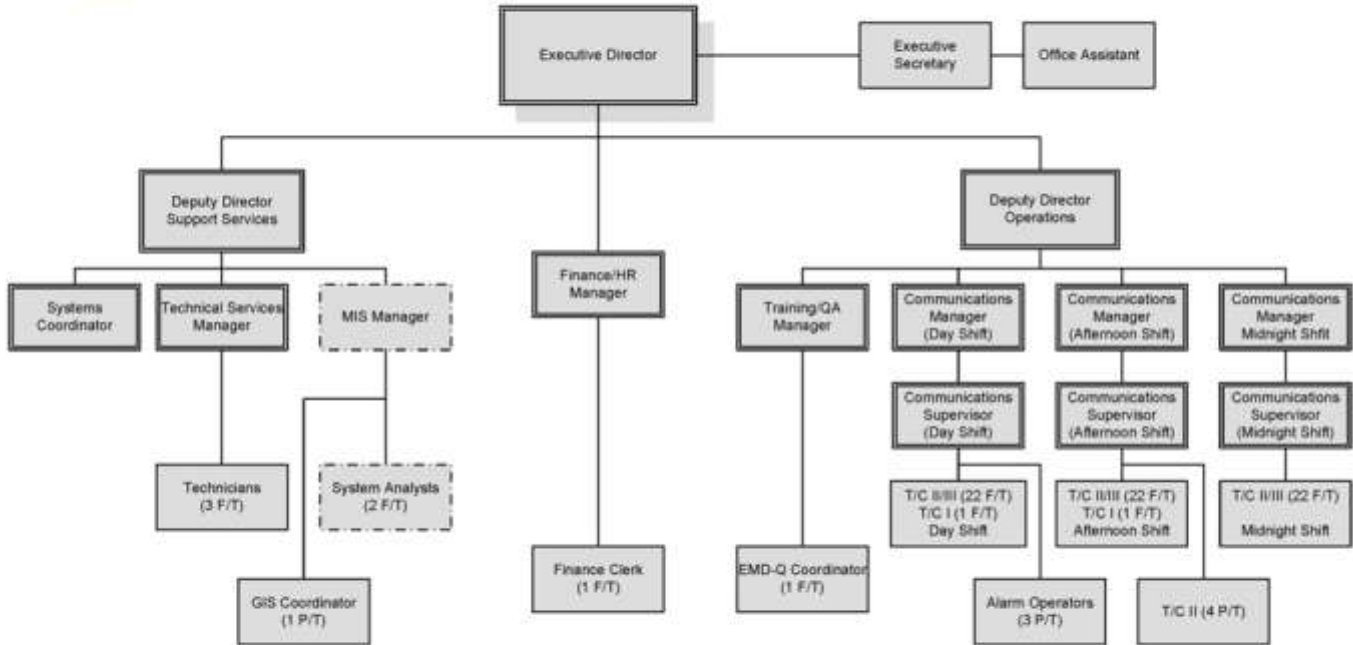 Executive Director
Executive
Secretary
Office Assistant
Deputy Director
Support Services
Deputy Director
Operations
Finance/HR
Manager
Systems
Coordinator
Technical Services
Manager
MIS Manager
Training/QA
Manager
Communications
Manager
(Day Shift)
Communications
Manager
(Afternoon Shift)
Communications
Manager
Midnight Shfit
Communications
Supervisor
(Day Shift)
Communications
Supervisor
(Afternoon Shift)
Communications
Supervisor
(Midnight Shift)
Technicians
(3 F/T)
System Analysts
(2 F/T)
T/C II/III (22 F/T)
T/C I (1 F/T)
Day Shift
T/C II/III (22 F/T)
T/C I (1 F/T)
Afternoon Shift
T/C II/III (22 F/T)
Midnight Shift
GIS Coordinator
(1 P/T)
Finance Clerk
(1 F/T)
EMD-Q Coordinator
(1 F/T)
Alarm Operators
(3 P/T)
T/C II (4 P/T)